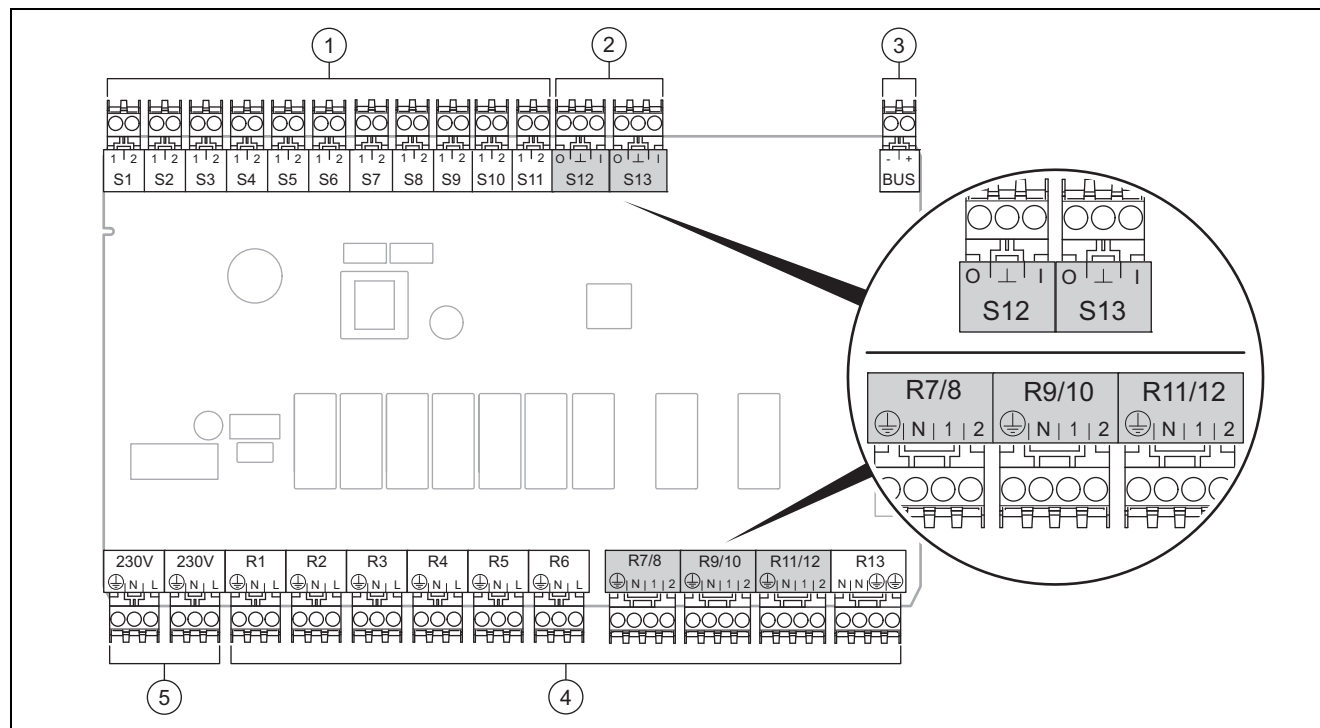 1 2 3
1 2 1 2 1 2 1 2 1 2 1 2 1 2 1 2 1 2 1 2 1 2 O ⊥ I O ⊥ I - +
S1 S2 S3 S4 S5 S6 S7 S8 S9 S10 S11 S12 S13 BUS
O ⊥ I O ⊥ I
S12 S13
R7/8 R9/10 R11/12
N 1 2 N 1 2 N 1 2
230V 230V R1 R2 R3 R4 R5 R6 R7/8 R9/10 R11/12 R13
N L N L N L N L N L N L N L N L N 1 2 N 1 2 N 1 2 N N
5 4